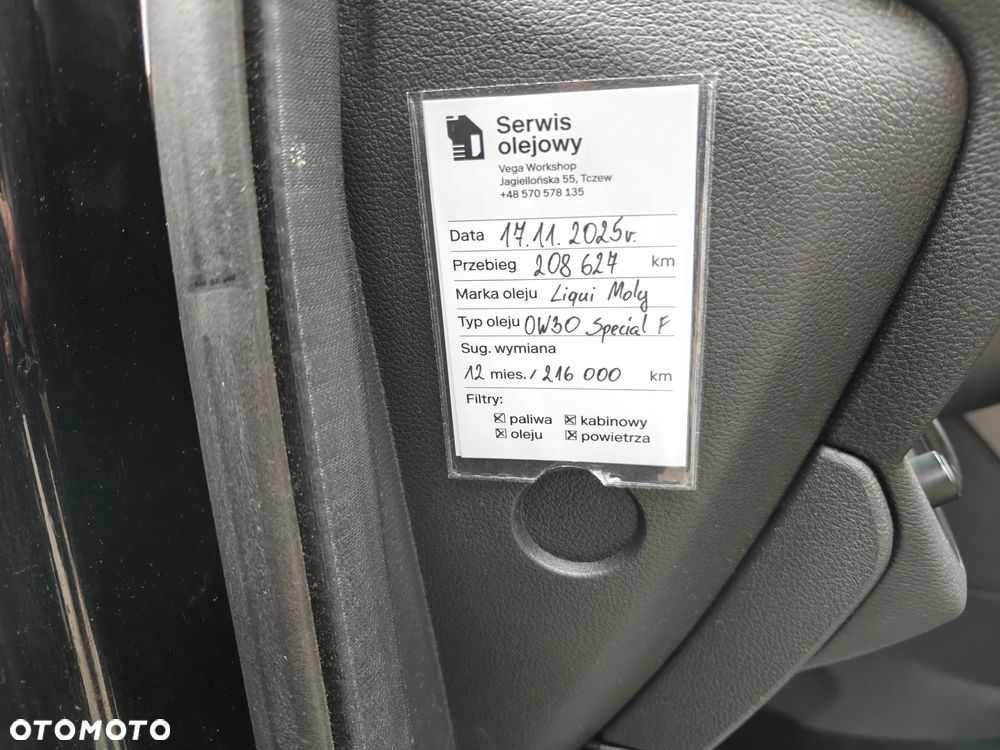 Serwis
olejowy
Vega Workshop
Jagiellońska 55, Tczew
+48 570 578 135
Data 17.11.2025r.
Przebieg 208 627 km
Marka oleju Liqui Moly
Typ oleju 0W30 Special F
Sug. wymiana
12 mies. / 216 000 km
Filtry:
☒ paliwa ☒ kabinowy
☒ oleju ☒ powietrza
OTOMOTO